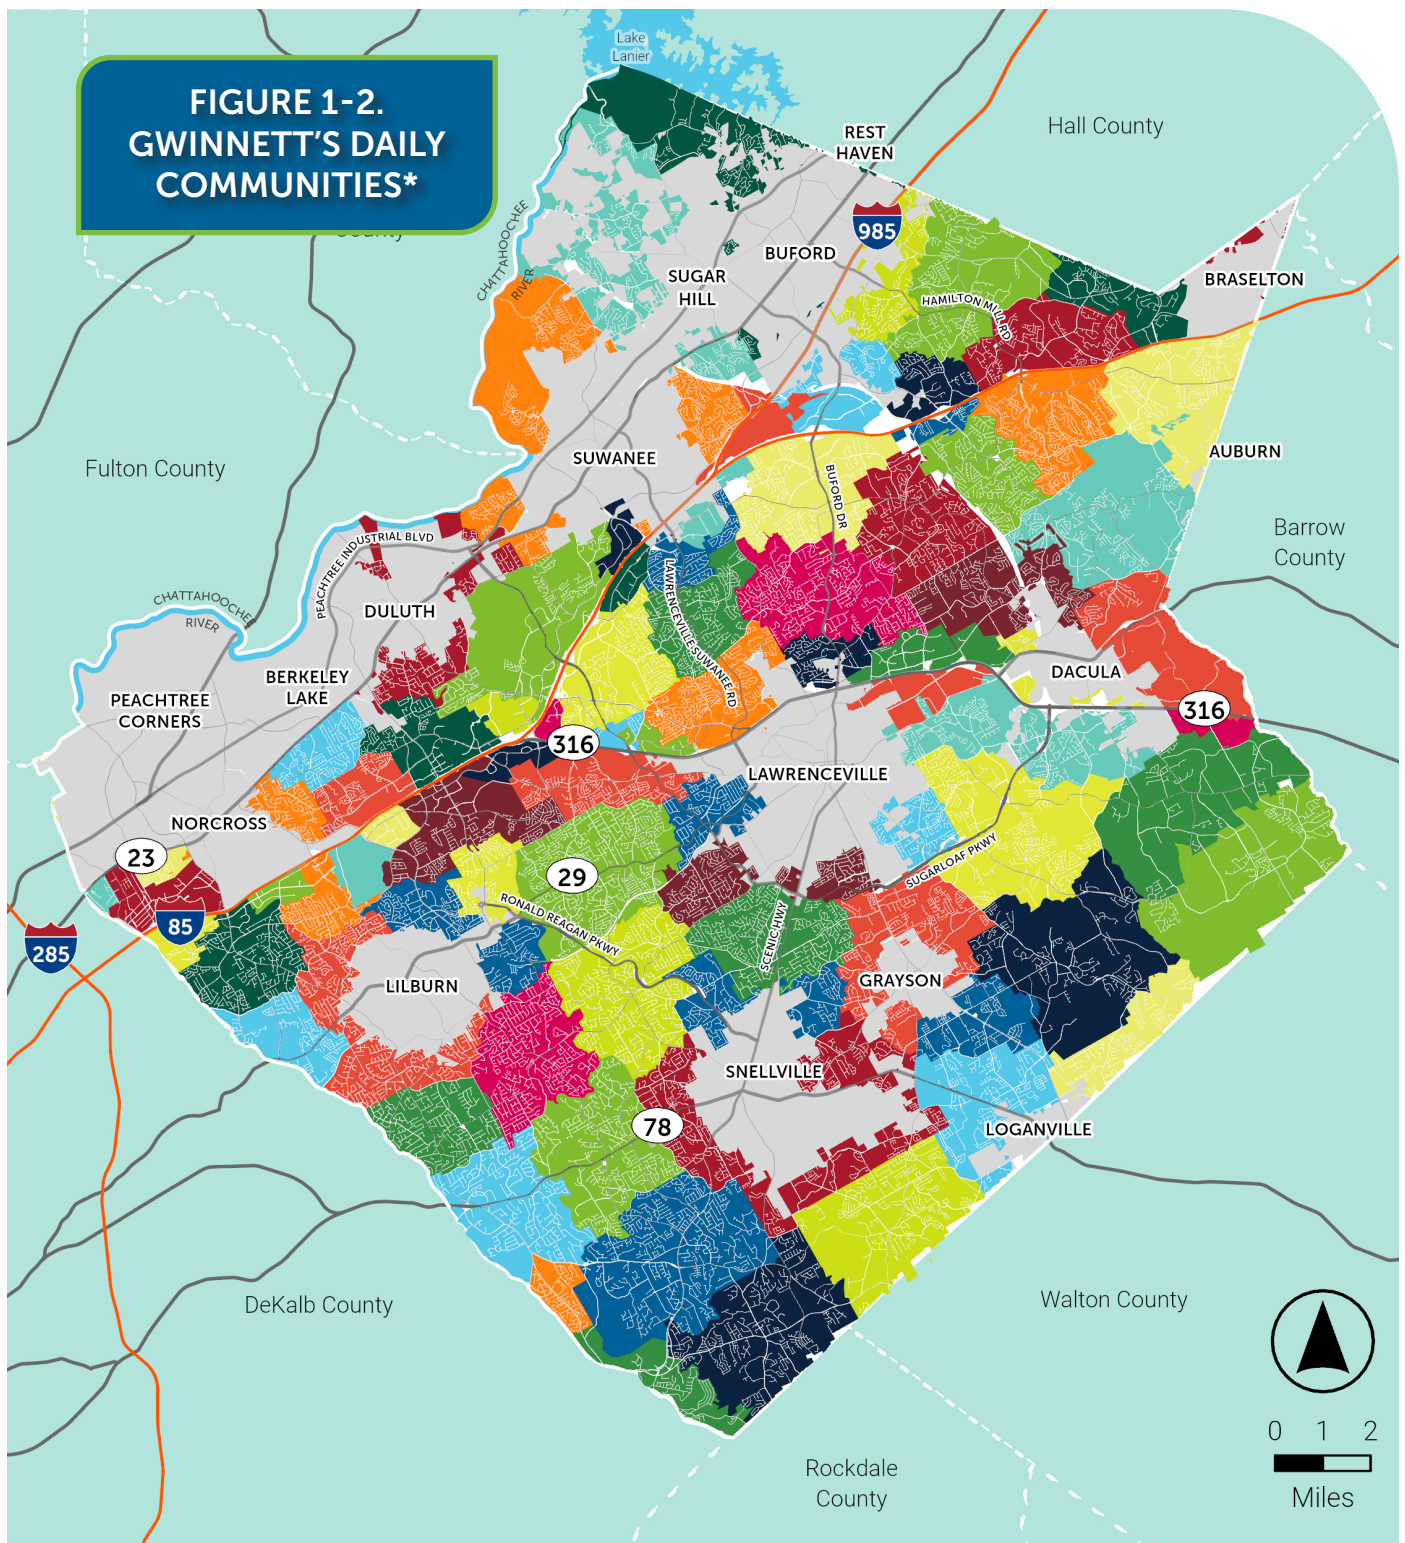 Lake
Lanier
FIGURE 1-2.
GWINNETT'S DAILY
COMMUNITIES*
County
REST
HAVEN
Hall County
985
CHATTAHOOCHEE
RIVER
BUFORD
SUGAR
HILL
BRASELTON
HAMILTON MILL RD
Fulton County
SUWANEE
AUBURN
BUFORD DR
Barrow
County
PEACHTREE INDUSTRIAL BLVD
CHATTAHOOCHEE
RIVER
DULUTH
LAWRENCEVILLE-SUWANEE RD
BERKELEY
LAKE
DACULA
PEACHTREE
CORNERS
316
316
LAWRENCEVILLE
NORCROSS
23
29
SUGARLOAF PKWY
RONALD REAGAN PKWY
SCENIC HWY
85
285
LILBURN
GRAYSON
SNELLVILLE
78
LOGANVILLE
DeKalb County
Walton County
Rockdale
County
0 1 2
Miles